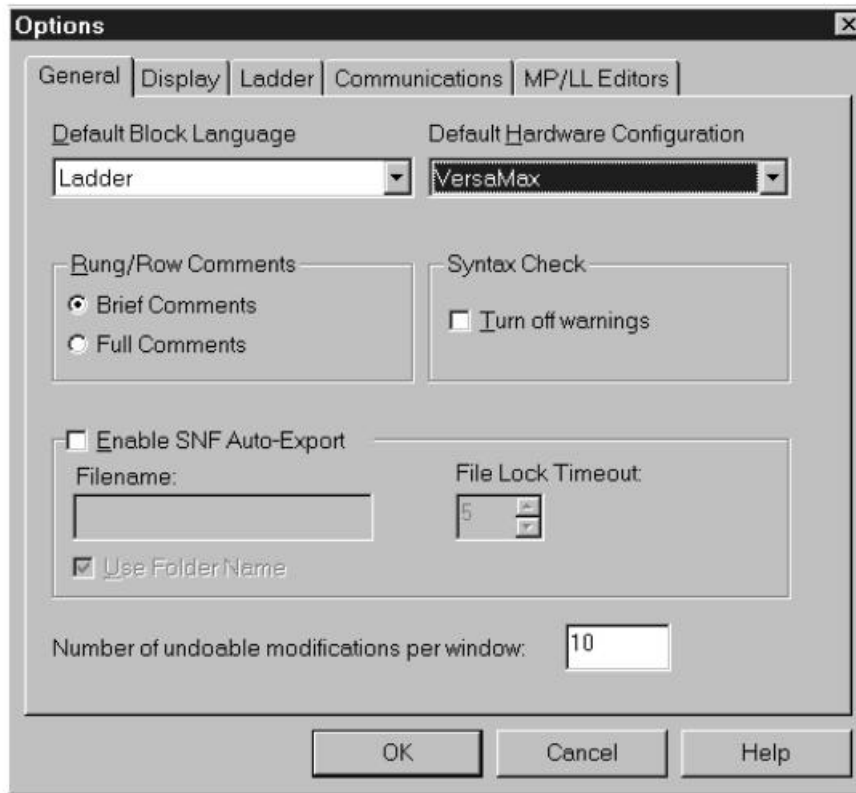 Options
General Display Ladder Communications MP/LL Editors
Default Block Language Default Hardware Configuration
Ladder VersaMax
Rung/Row Comments Syntax Check
Brief Comments
Turn off warnings
Full Comments
Enable SNF Auto-Export
Filename: File Lock Timeout:
5
Use Folder Name
Number of undoable modifications per window: 10
OK Cancel Help